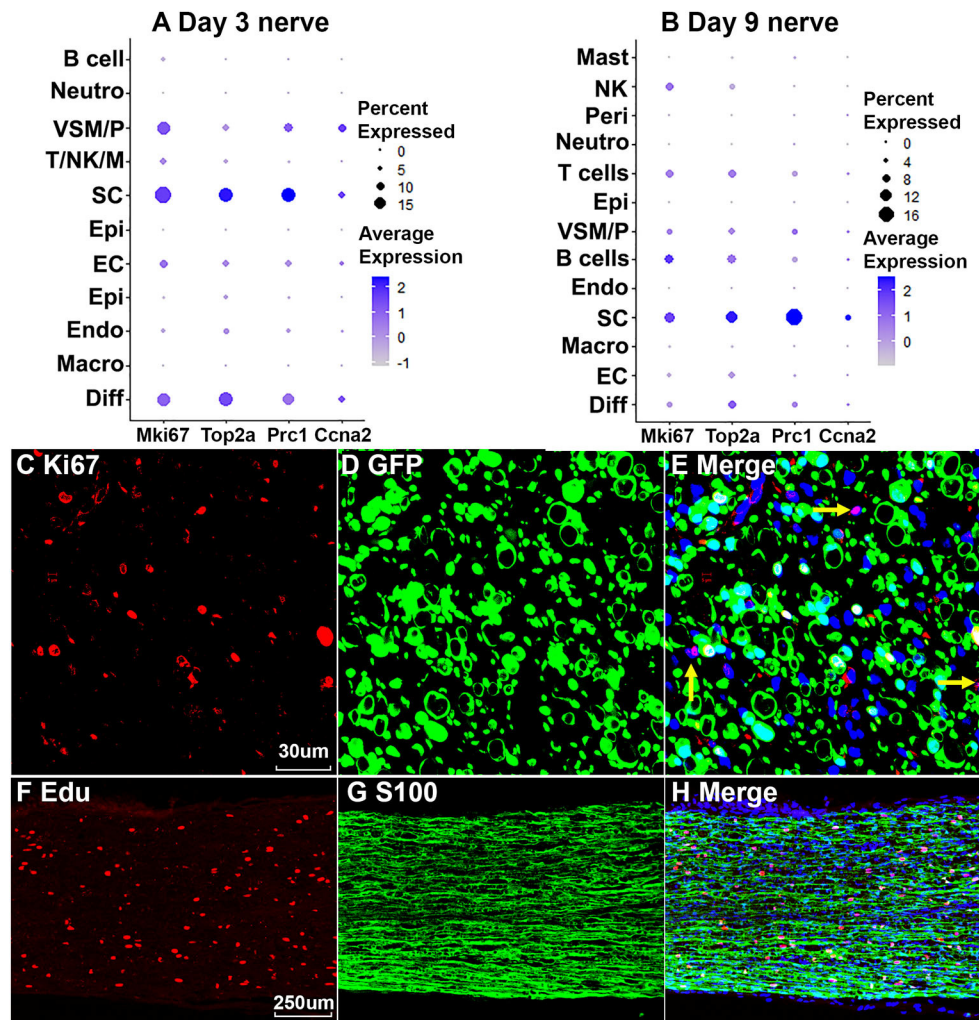 A Day 3 nerve
B cell
Neutro
VSM/P
T/NK/M
SC
Epi
EC
Epi
Endo
Macro
Diff
Mki67 Top2a Prc1 Ccna2
Percent
Expressed
0
5
10
15
Average
Expression
2
1
0
-1
B Day 9 nerve
Mast
NK
Peri
Neutro
T cells
Epi
VSM/P
B cells
Endo
SC
Macro
EC
Diff
Mki67 Top2a Prc1 Ccna2
Percent
Expressed
0
4
8
12
16
Average
Expression
2
1
0
C Ki67
30um
D GFP
E Merge
F Edu
250um
G S100
H Merge